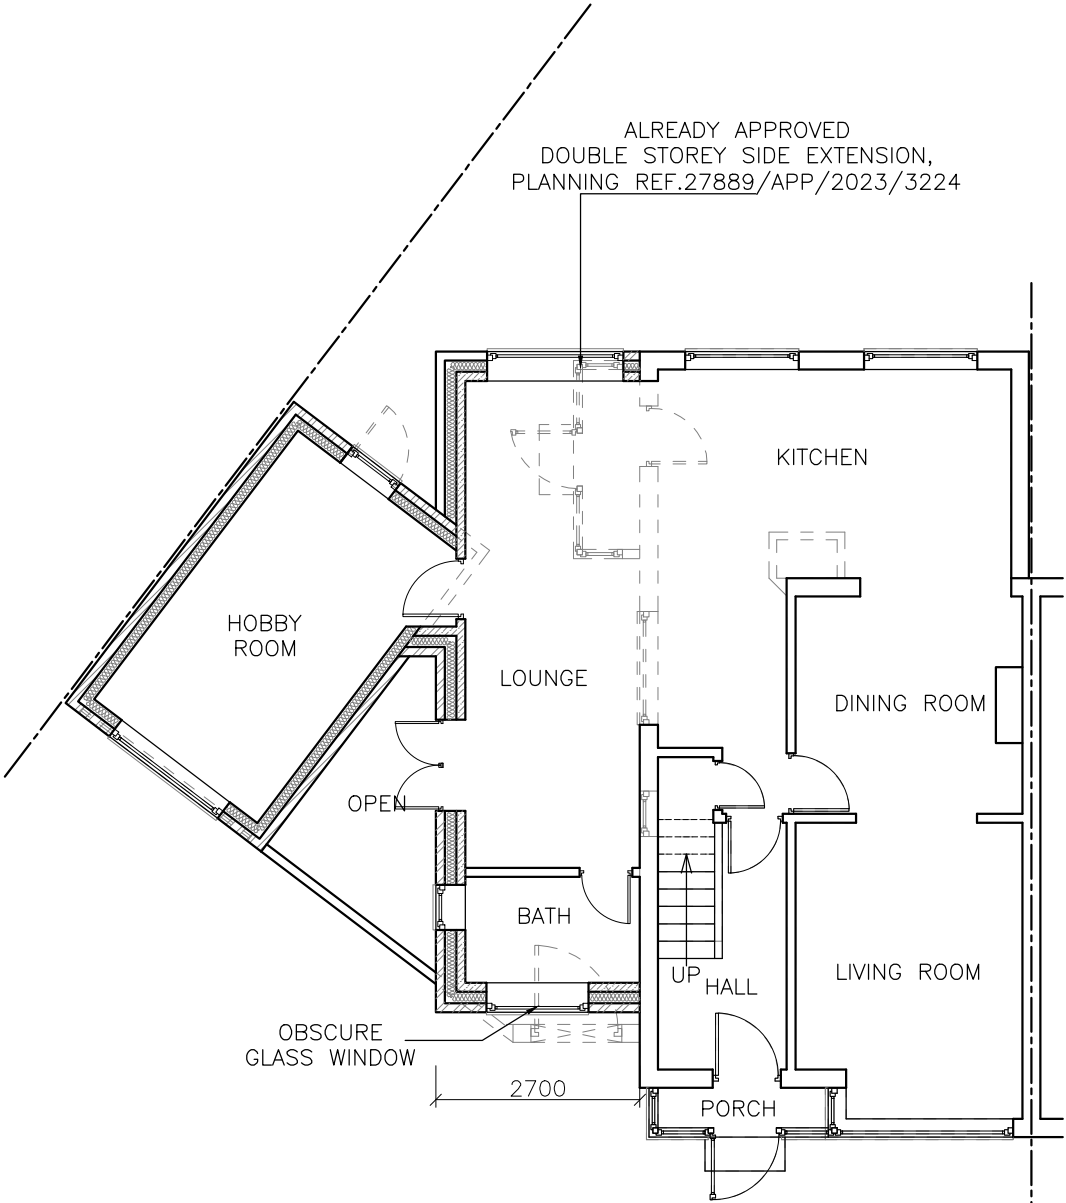 ALREADY APPROVED
DOUBLE STOREY SIDE EXTENSION,
PLANNING REF.27889/APP/2023/3224
KITCHEN
HOBBY
ROOM
LOUNGE
DINING ROOM
OPEN
BATH
UP
HALL
LIVING ROOM
OBSCURE
GLASS WINDOW
2700
PORCH